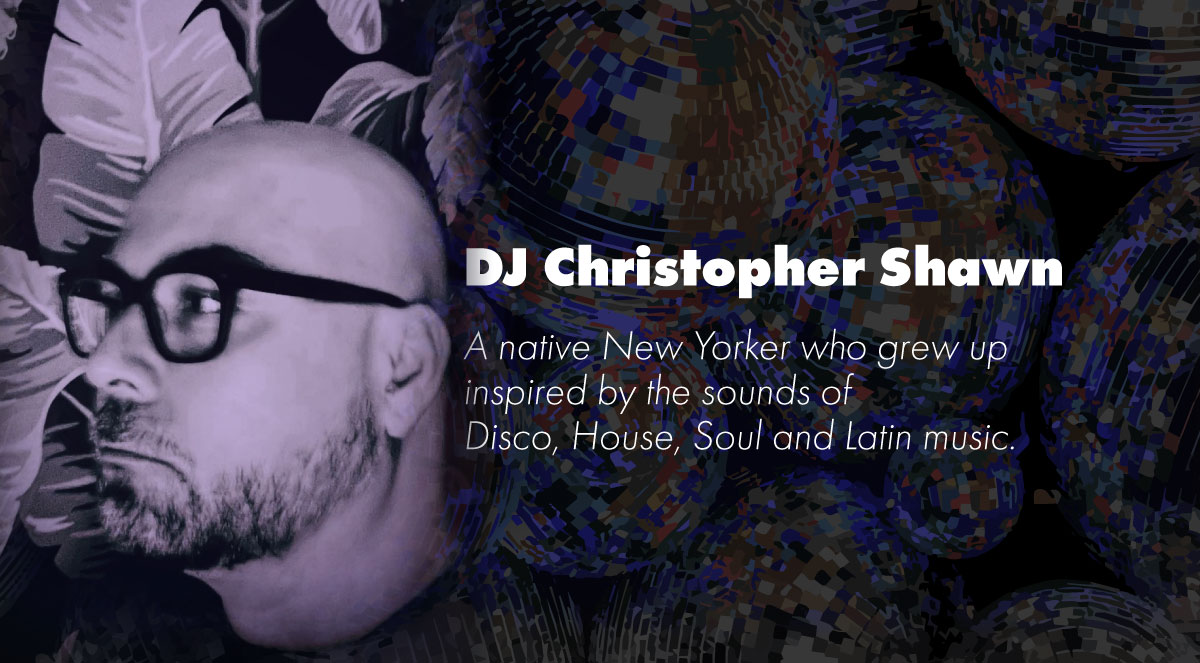 DJ Christopher Shawn
A native New Yorker who grew up
inspired by the sounds of
Disco, House, Soul and Latin music.